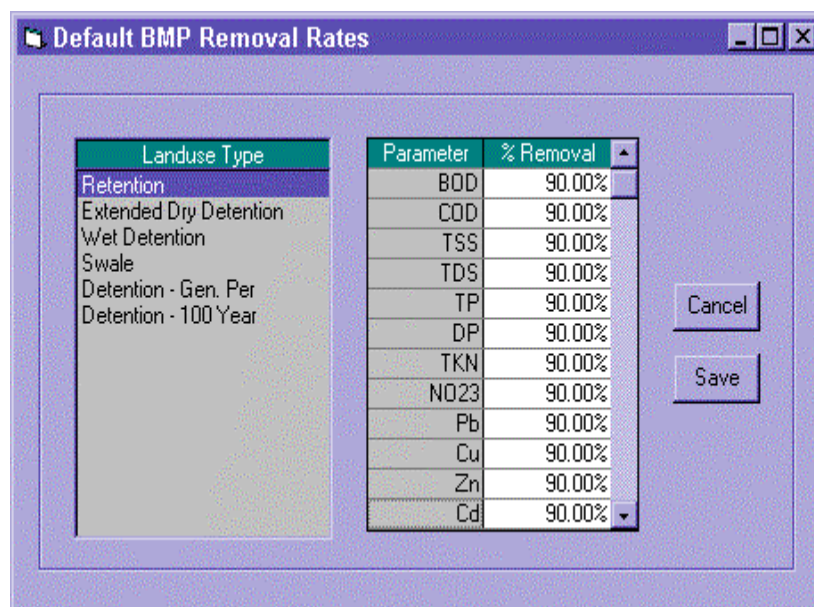 Default BMP Removal Rates
Landuse Type
Retention
Extended Dry Detention
Wet Detention
Swale
Detention - Gen. Per
Detention - 100 Year
Parameter % Removal
BOD 90.00%
COD 90.00%
TSS 90.00%
TDS 90.00%
TP 90.00%
DP 90.00%
TKN 90.00%
NO23 90.00%
Pb 90.00%
Cu 90.00%
Zn 90.00%
Cd 90.00%
Cancel
Save